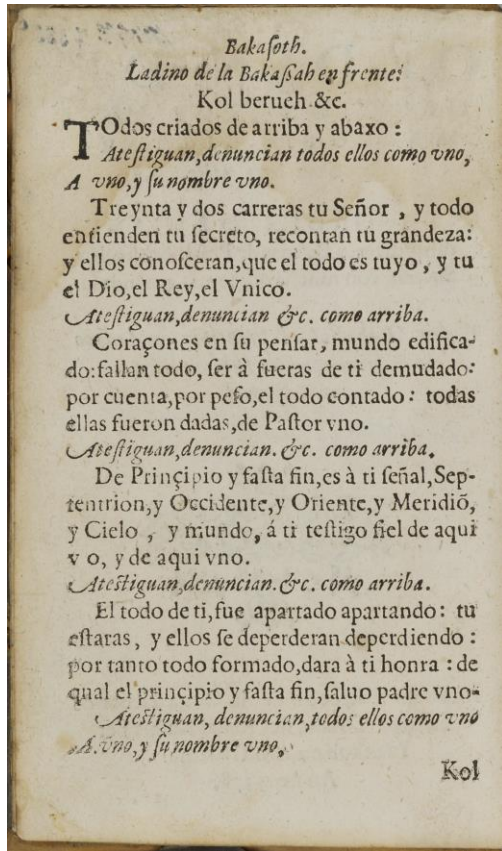 Bakaſoth.
Ladino de la Bakaſſah en frente:
Kol berueh &c.
TOdos criados de arriba y abaxo :
Ateſtiguan,denuncian todos ellos como vno,
A vno,y ſu nombre vno.
Treynta y dos carreras tu Señor , y todo
entienden tu ſecreto, recontan tu grandeza:
y ellos conoſceran,que el todo es tuyo , y tu
el Dio,el Rey,el Vnico.
Ateſtiguan,denuncian &c. como arriba.
Coraçones en ſu penſar, mundo edifica-
do:fallan todo, ſer à fueras de ti demudado:
por cuenta,por peſo,el todo contado : todas
ellas fueron dadas,de Paſtor vno.
Ateſtiguan,denuncian. &c. como arriba.
De Prinçipio y faſta fin,es à ti ſeñal,Sep-
tentrion,y Occidente,y Oriente,y Meridiõ,
y Cielo , y mundo, á ti teſtigo fiel de aqui
v o, y de aqui vno.
Ateſtiguan,denuncian. &c. como arriba.
El todo de ti,fue apartado apartando : tu
eſtaras , y ellos ſe deperderan deperdiendo :
por tanto todo formado,dara à ti honra : de
qual el prinçipio y faſta fin,ſaluo padre vno-
Ateſtiguan, denuncian,todos ellos como vno
A.vno,y ſu nombre vno.
Kol